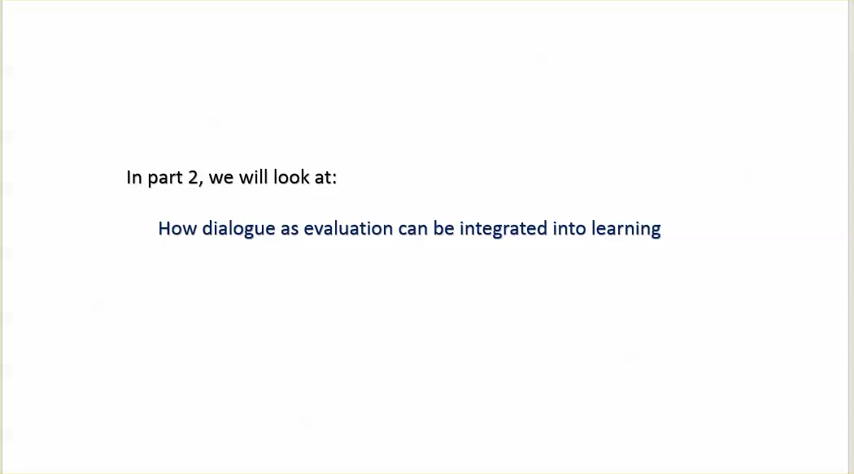 In part 2, we will look at:
How dialogue as evaluation can be integrated into learning